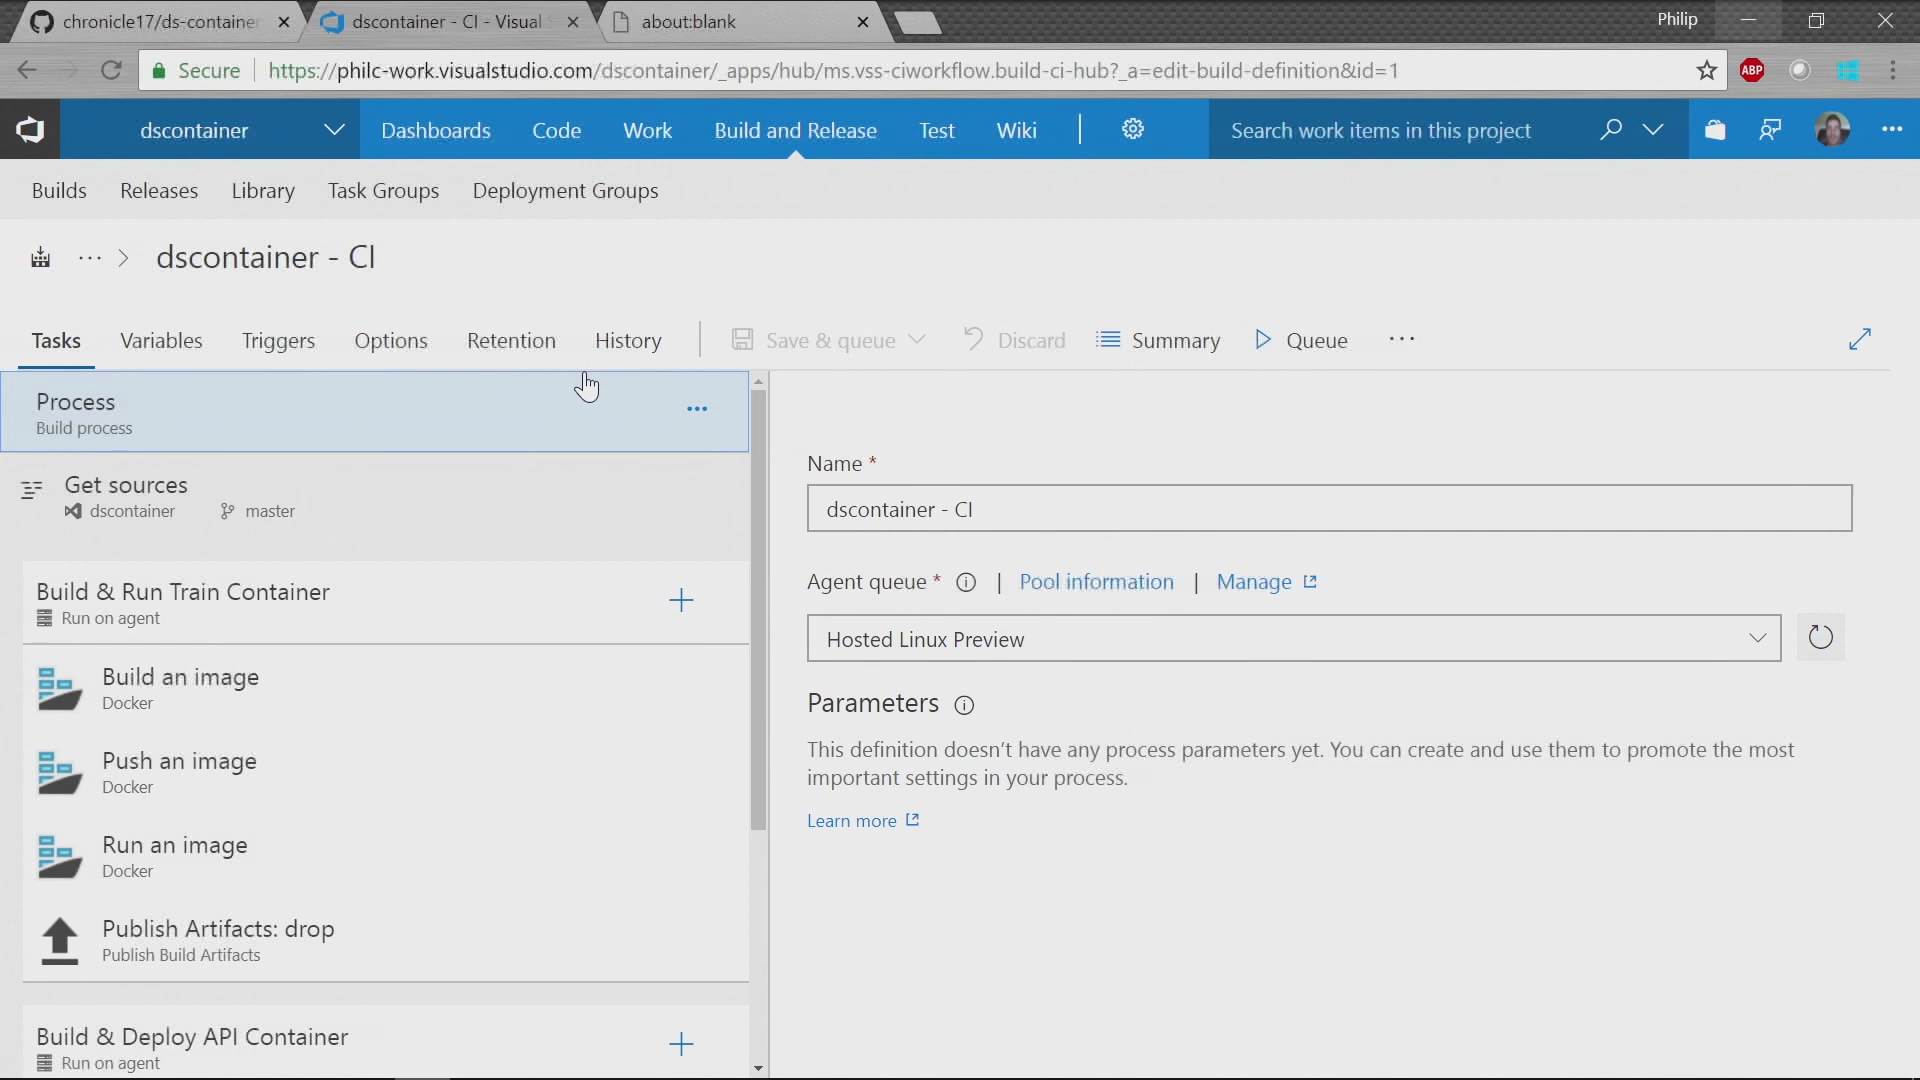 chronicle17/ds-container
dscontainer - CI - Visual S
about:blank
Philip
Secure
https://philc-work.visualstudio.com/dscontainer/_apps/hub/ms.vss-ciworkflow.build-ci-hub?_a=edit-build-definition&id=1
ABP
dscontainer
Dashboards
Code
Work
Build and Release
Test
Wiki
Search work items in this project
Builds
Releases
Library
Task Groups
Deployment Groups
... > dscontainer - CI
Tasks
Variables
Triggers
Options
Retention
History
Save & queue
Discard
Summary
Queue
...
Process
Build process
...
Get sources
dscontainer
master
Build & Run Train Container
Run on agent
Build an image
Docker
Push an image
Docker
Run an image
Docker
Publish Artifacts: drop
Publish Build Artifacts
Build & Deploy API Container
Run on agent
Name *
dscontainer - CI
Agent queue * | Pool information | Manage
Hosted Linux Preview
Parameters
This definition doesn't have any process parameters yet. You can create and use them to promote the most
important settings in your process.
Learn more